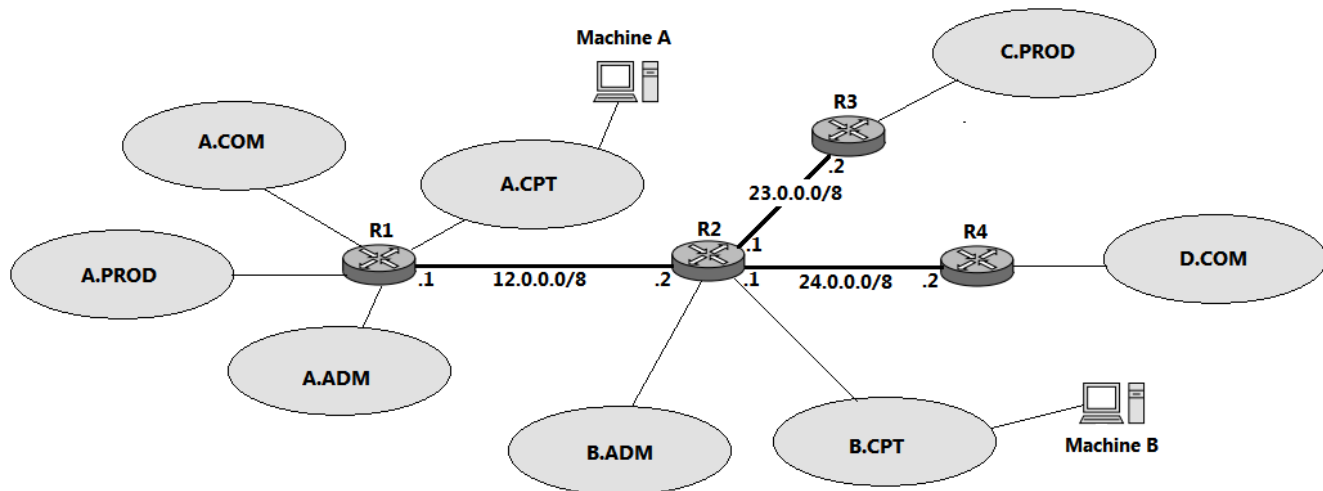 Machine A
C.PROD
R3
A.COM
A.CPT
.2
23.0.0.0/8
R1
R2
R4
.1
A.PROD
D.COM
.1
12.0.0.0/8
.2
.1
24.0.0.0/8
.2
A.ADM
B.ADM
B.CPT
Machine B